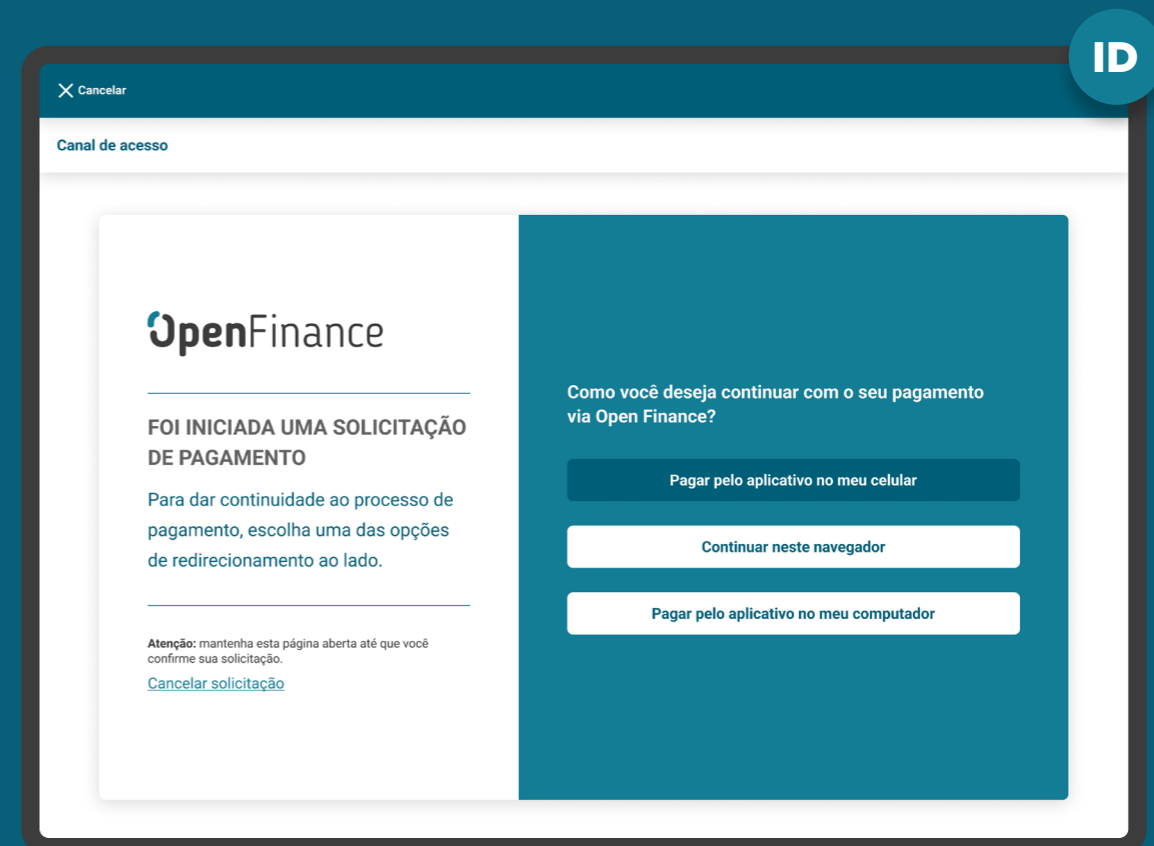 ID
Cancelar
Canal de acesso
OpenFinance
FOI INICIADA UMA SOLICITAÇÃO
DE PAGAMENTO
Para dar continuidade ao processo de
pagamento, escolha uma das opções
de redirecionamento ao lado.
Atenção: mantenha esta página aberta até que você
confirme sua solicitação.
Cancelar solicitação
Como você deseja continuar com o seu pagamento
via Open Finance?
Pagar pelo aplicativo no meu celular
Continuar neste navegador
Pagar pelo aplicativo no meu computador